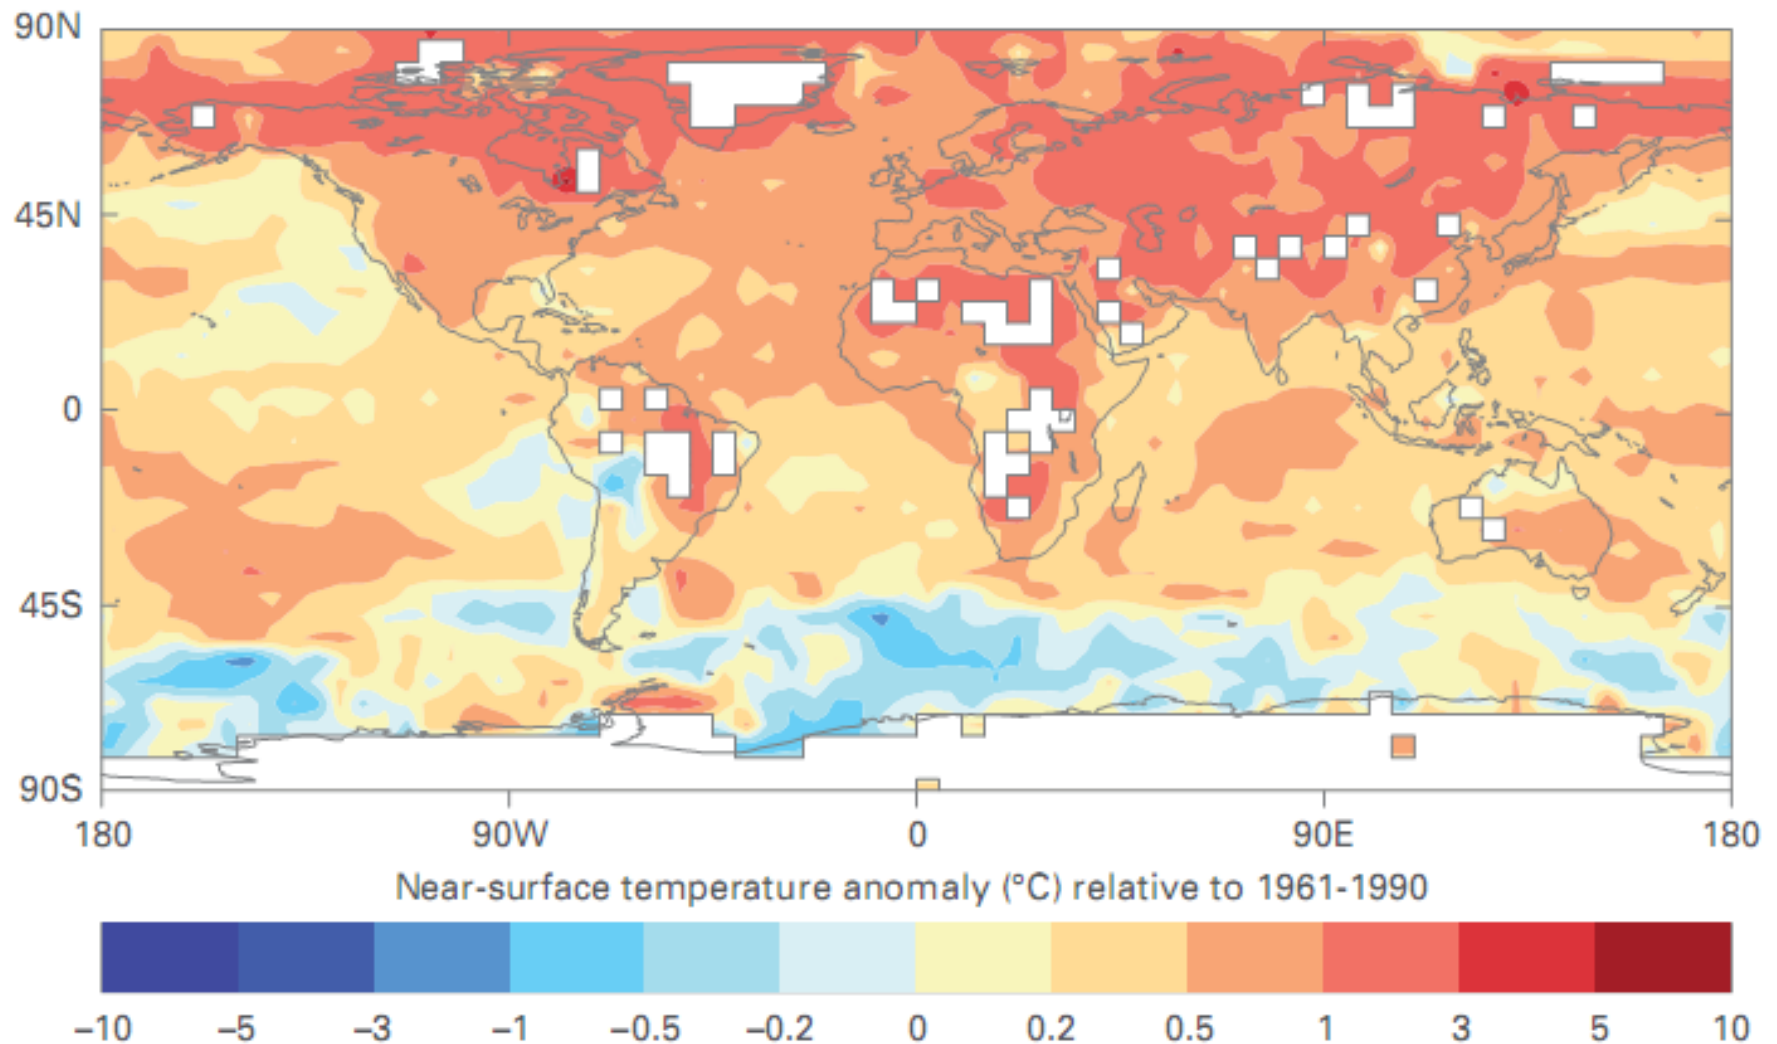 90N
45N
0
45S
90S
180 90W 0 90E 180
Near-surface temperature anomaly (°C) relative to 1961-1990
–10 –5 –3 –1 –0.5 –0.2 0 0.2 0.5 1 3 5 10